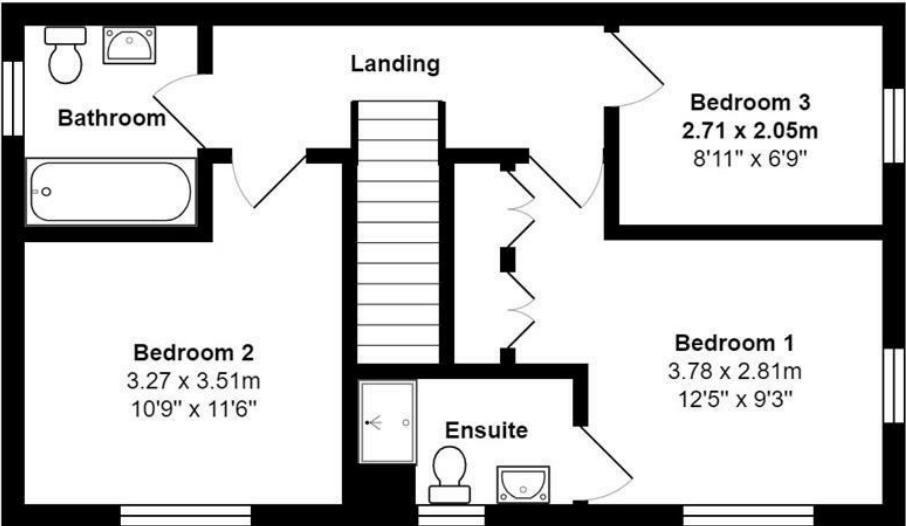 Landing
Bathroom
Bedroom 3
2.71 x 2.05m
8'11" x 6'9"
Bedroom 2
3.27 x 3.51m
10'9" x 11'6"
Bedroom 1
3.78 x 2.81m
12'5" x 9'3"
Ensuite